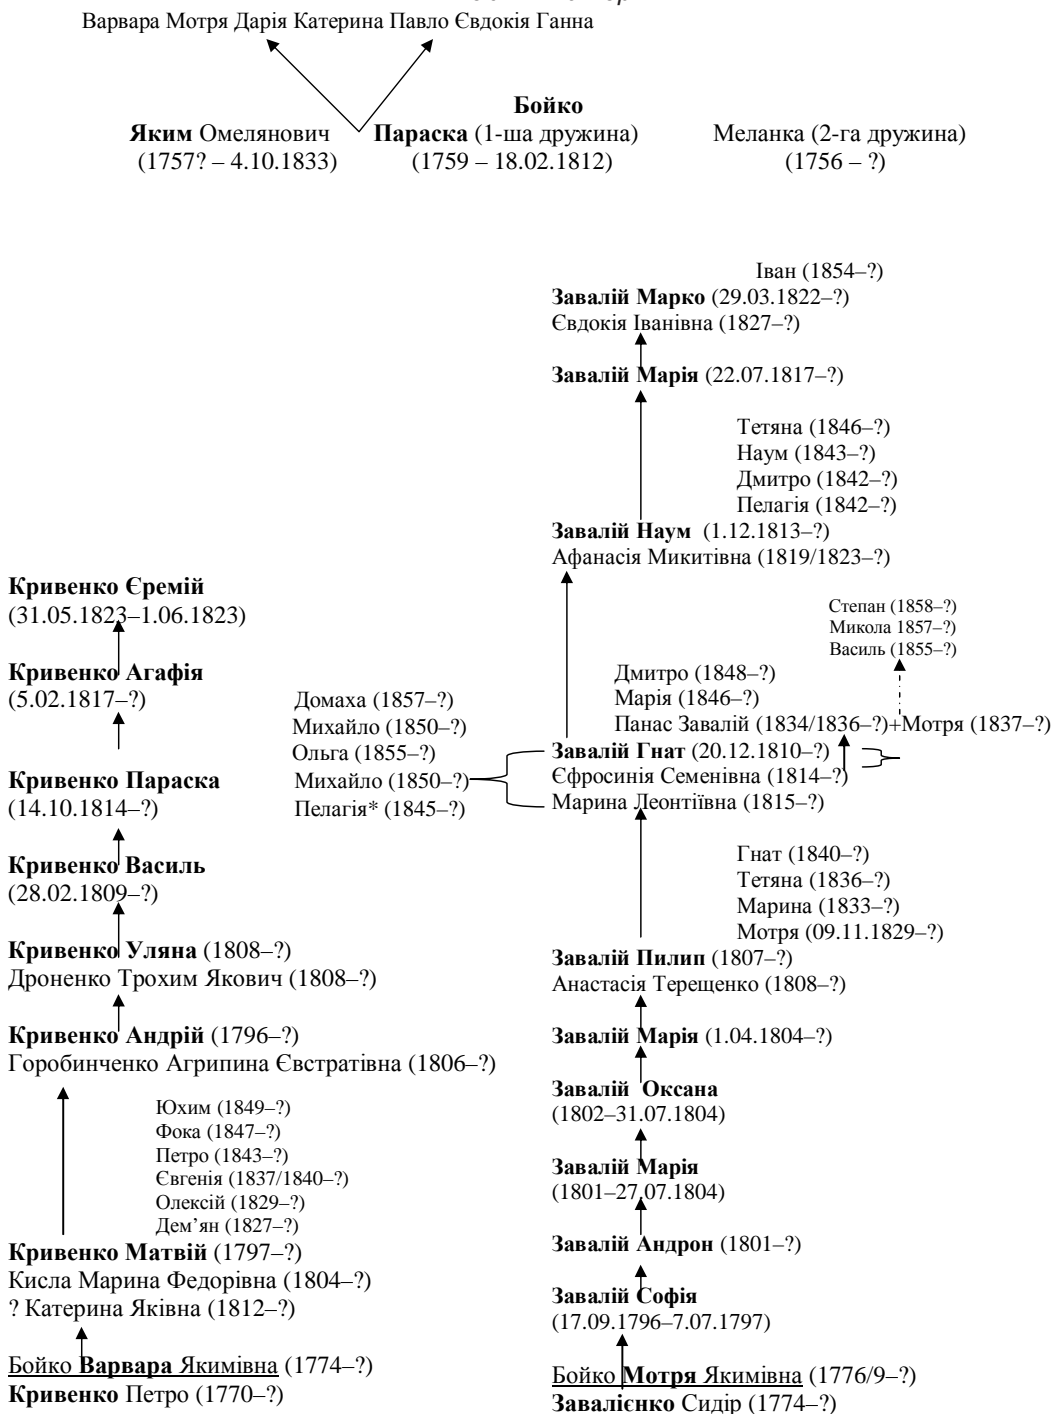 Варвара Мотря Дарія Катерина Павло Євдокія Ганна
Бойко
Яким Омелянович Параска (1-ша дружина) Меланка (2-га дружина)
(1757? – 4.10.1833) (1759 – 18.02.1812) (1756 – ?)
Іван (1854–?)
Завалій Марко (29.03.1822–?)
Євдокія Іванівна (1827–?)
Завалій Марія (22.07.1817–?)
Тетяна (1846–?)
Наум (1843–?)
Дмитро (1842–?)
Пелагія (1842–?)
Завалій Наум (1.12.1813–?)
Афанасія Микитівна (1819/1823–?)
Степан (1858–?)
Микола 1857–?)
Василь (1855–?)
Дмитро (1848–?)
Марія (1846–?)
Панас Завалій (1834/1836–?)+Мотря (1837–?)
Домаха (1857–?)
Михайло (1850–?)
Ольга (1855–?)
Михайло (1850–?)
Пелагія* (1845–?)
Завалій Гнат (20.12.1810–?)
Єфросинія Семенівна (1814–?)
Марина Леонтіївна (1815–?)
Гнат (1840–?)
Тетяна (1836–?)
Марина (1833–?)
Мотря (09.11.1829–?)
Завалій Пилип (1807–?)
Анастасія Терещенко (1808–?)
Завалій Марія (1.04.1804–?)
Завалій Оксана
(1802–31.07.1804)
Завалій Марія
(1801–27.07.1804)
Завалій Андрон (1801–?)
Завалій Софія
(17.09.1796–7.07.1797)
Бойко Мотря Якимівна (1776/9–?)
Завалієнко Сидір (1774–?)
Кривенко Єремій
(31.05.1823–1.06.1823)
Кривенко Агафія
(5.02.1817–?)
Кривенко Параска
(14.10.1814–?)
Кривенко Василь
(28.02.1809–?)
Кривенко Уляна (1808–?)
Дроненко Трохим Якович (1808–?)
Кривенко Андрій (1796–?)
Горобинченко Агрипина Євстратівна (1806–?)
Юхим (1849–?)
Фока (1847–?)
Петро (1843–?)
Євгенія (1837/1840–?)
Олексій (1829–?)
Дем’ян (1827–?)
Кривенко Матвій (1797–?)
Кисла Марина Федорівна (1804–?)
? Катерина Яківна (1812–?)
Бойко Варвара Якимівна (1774–?)
Кривенко Петро (1770–?)